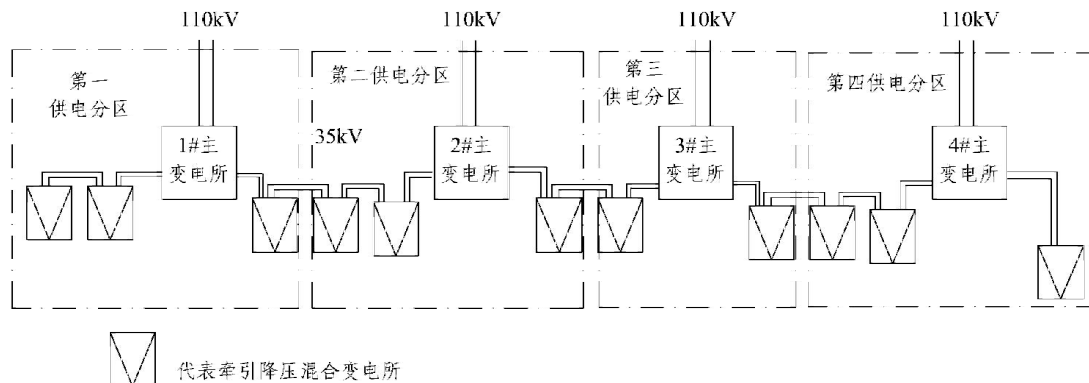 110kV
110kV
110kV
110kV
第一
供电分区
第二供电分区
第三
供电分区
第四供电分区
35kV
1#主
变电所
2#主
变电所
3#主
变电所
4#主
变电所
代表牵引降压混合变电所